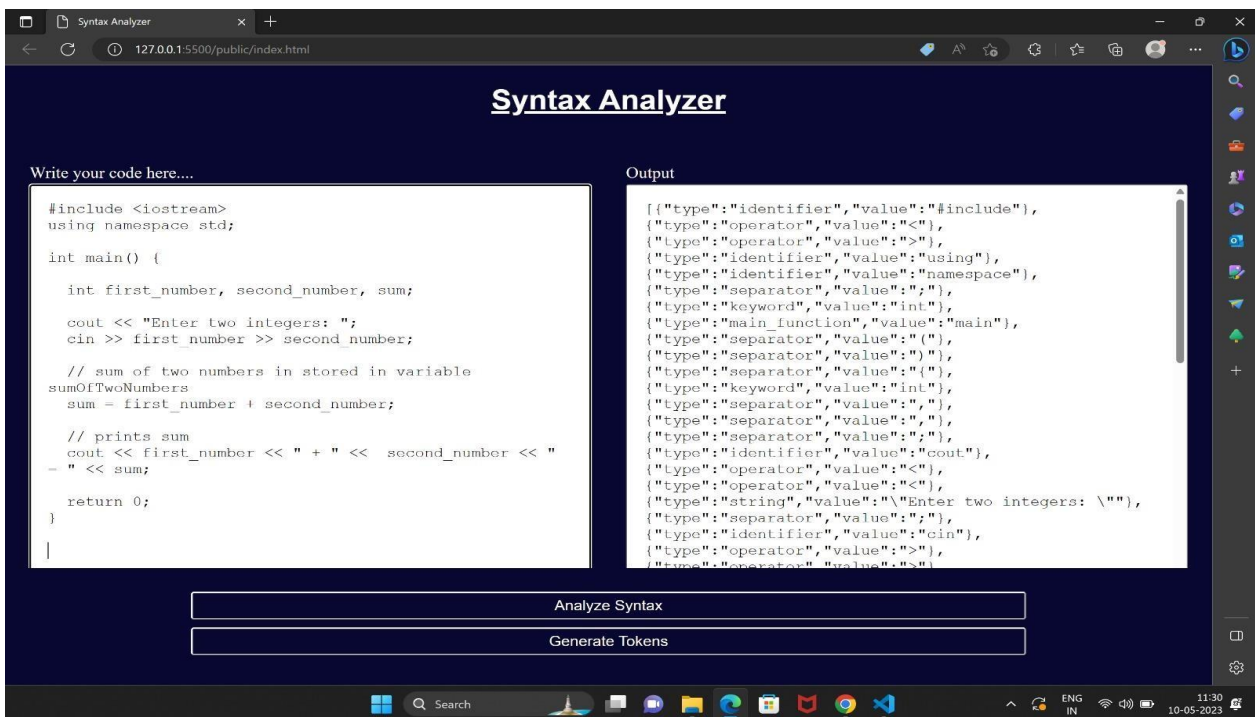 Syntax Analyzer
127.0.0.1:5500/public/index.html
Syntax Analyzer
Write your code here....
#include <iostream>
using namespace std;
int main() {
int first_number, second_number, sum;
cout << "Enter two integers: ";
cin >> first_number >> second_number;
// sum of two numbers in stored in variable
sumOfTwoNumbers
sum = first_number + second_number;
// prints sum
cout << first_number << " + " <<  second_number << "
= " << sum;
return 0;
}
Output
[{"type":"identifier","value":"#include"},
{"type":"operator","value":"<"},
{"type":"operator","value":">"},
{"type":"identifier","value":"using"},
{"type":"identifier","value":"namespace"},
{"type":"separator","value":";"},
{"type":"keyword","value":"int"},
{"type":"main_function","value":"main"},
{"type":"separator","value":"("},
{"type":"separator","value":")"},
{"type":"separator","value":"{"},
{"type":"keyword","value":"int"},
{"type":"separator","value":","},
{"type":"separator","value":","},
{"type":"separator","value":";"},
{"type":"identifier","value":"cout"},
{"type":"operator","value":"<"},
{"type":"operator","value":"<"},
{"type":"string","value":"\"Enter two integers: \""},
{"type":"separator","value":";"},
{"type":"identifier","value":"cin"},
{"type":"operator","value":">"},
{"type":"operator","value":">"}
Analyze Syntax
Generate Tokens
Search
ENG
IN
11:30
10-05-2023